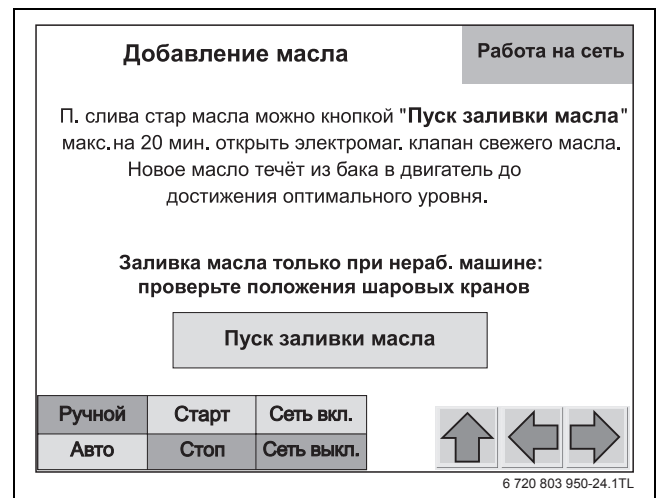 Добавление масла
Работа на сеть
П. слива стар масла можно кнопкой "Пуск заливки масла"
макс.на 20 мин. открыть электромаг. клапан свежего масла.
Новое масло течёт из бака в двигатель до
достижения оптимального уровня.
Заливка масла только при нераб. машине:
проверьте положения шаровых кранов
Пуск заливки масла
Ручной Старт Сеть вкл.
Авто Стоп Сеть выкл.
6 720 803 950-24.1TL